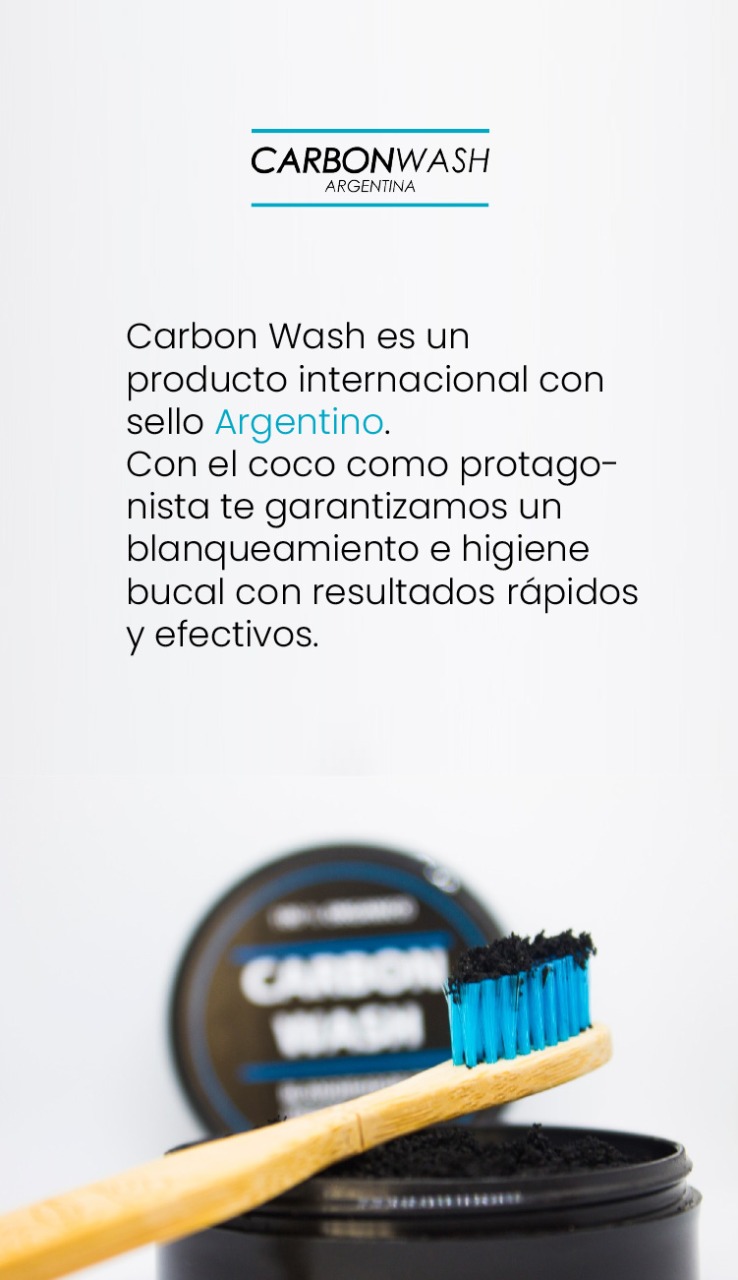 CARBONWASH
ARGENTINA
Carbon Wash es un
producto internacional con
sello Argentino.
Con el coco como protago-
nista te garantizamos un
blanqueamiento e higiene
bucal con resultados rápidos
y efectivos.
CARBON
WASH